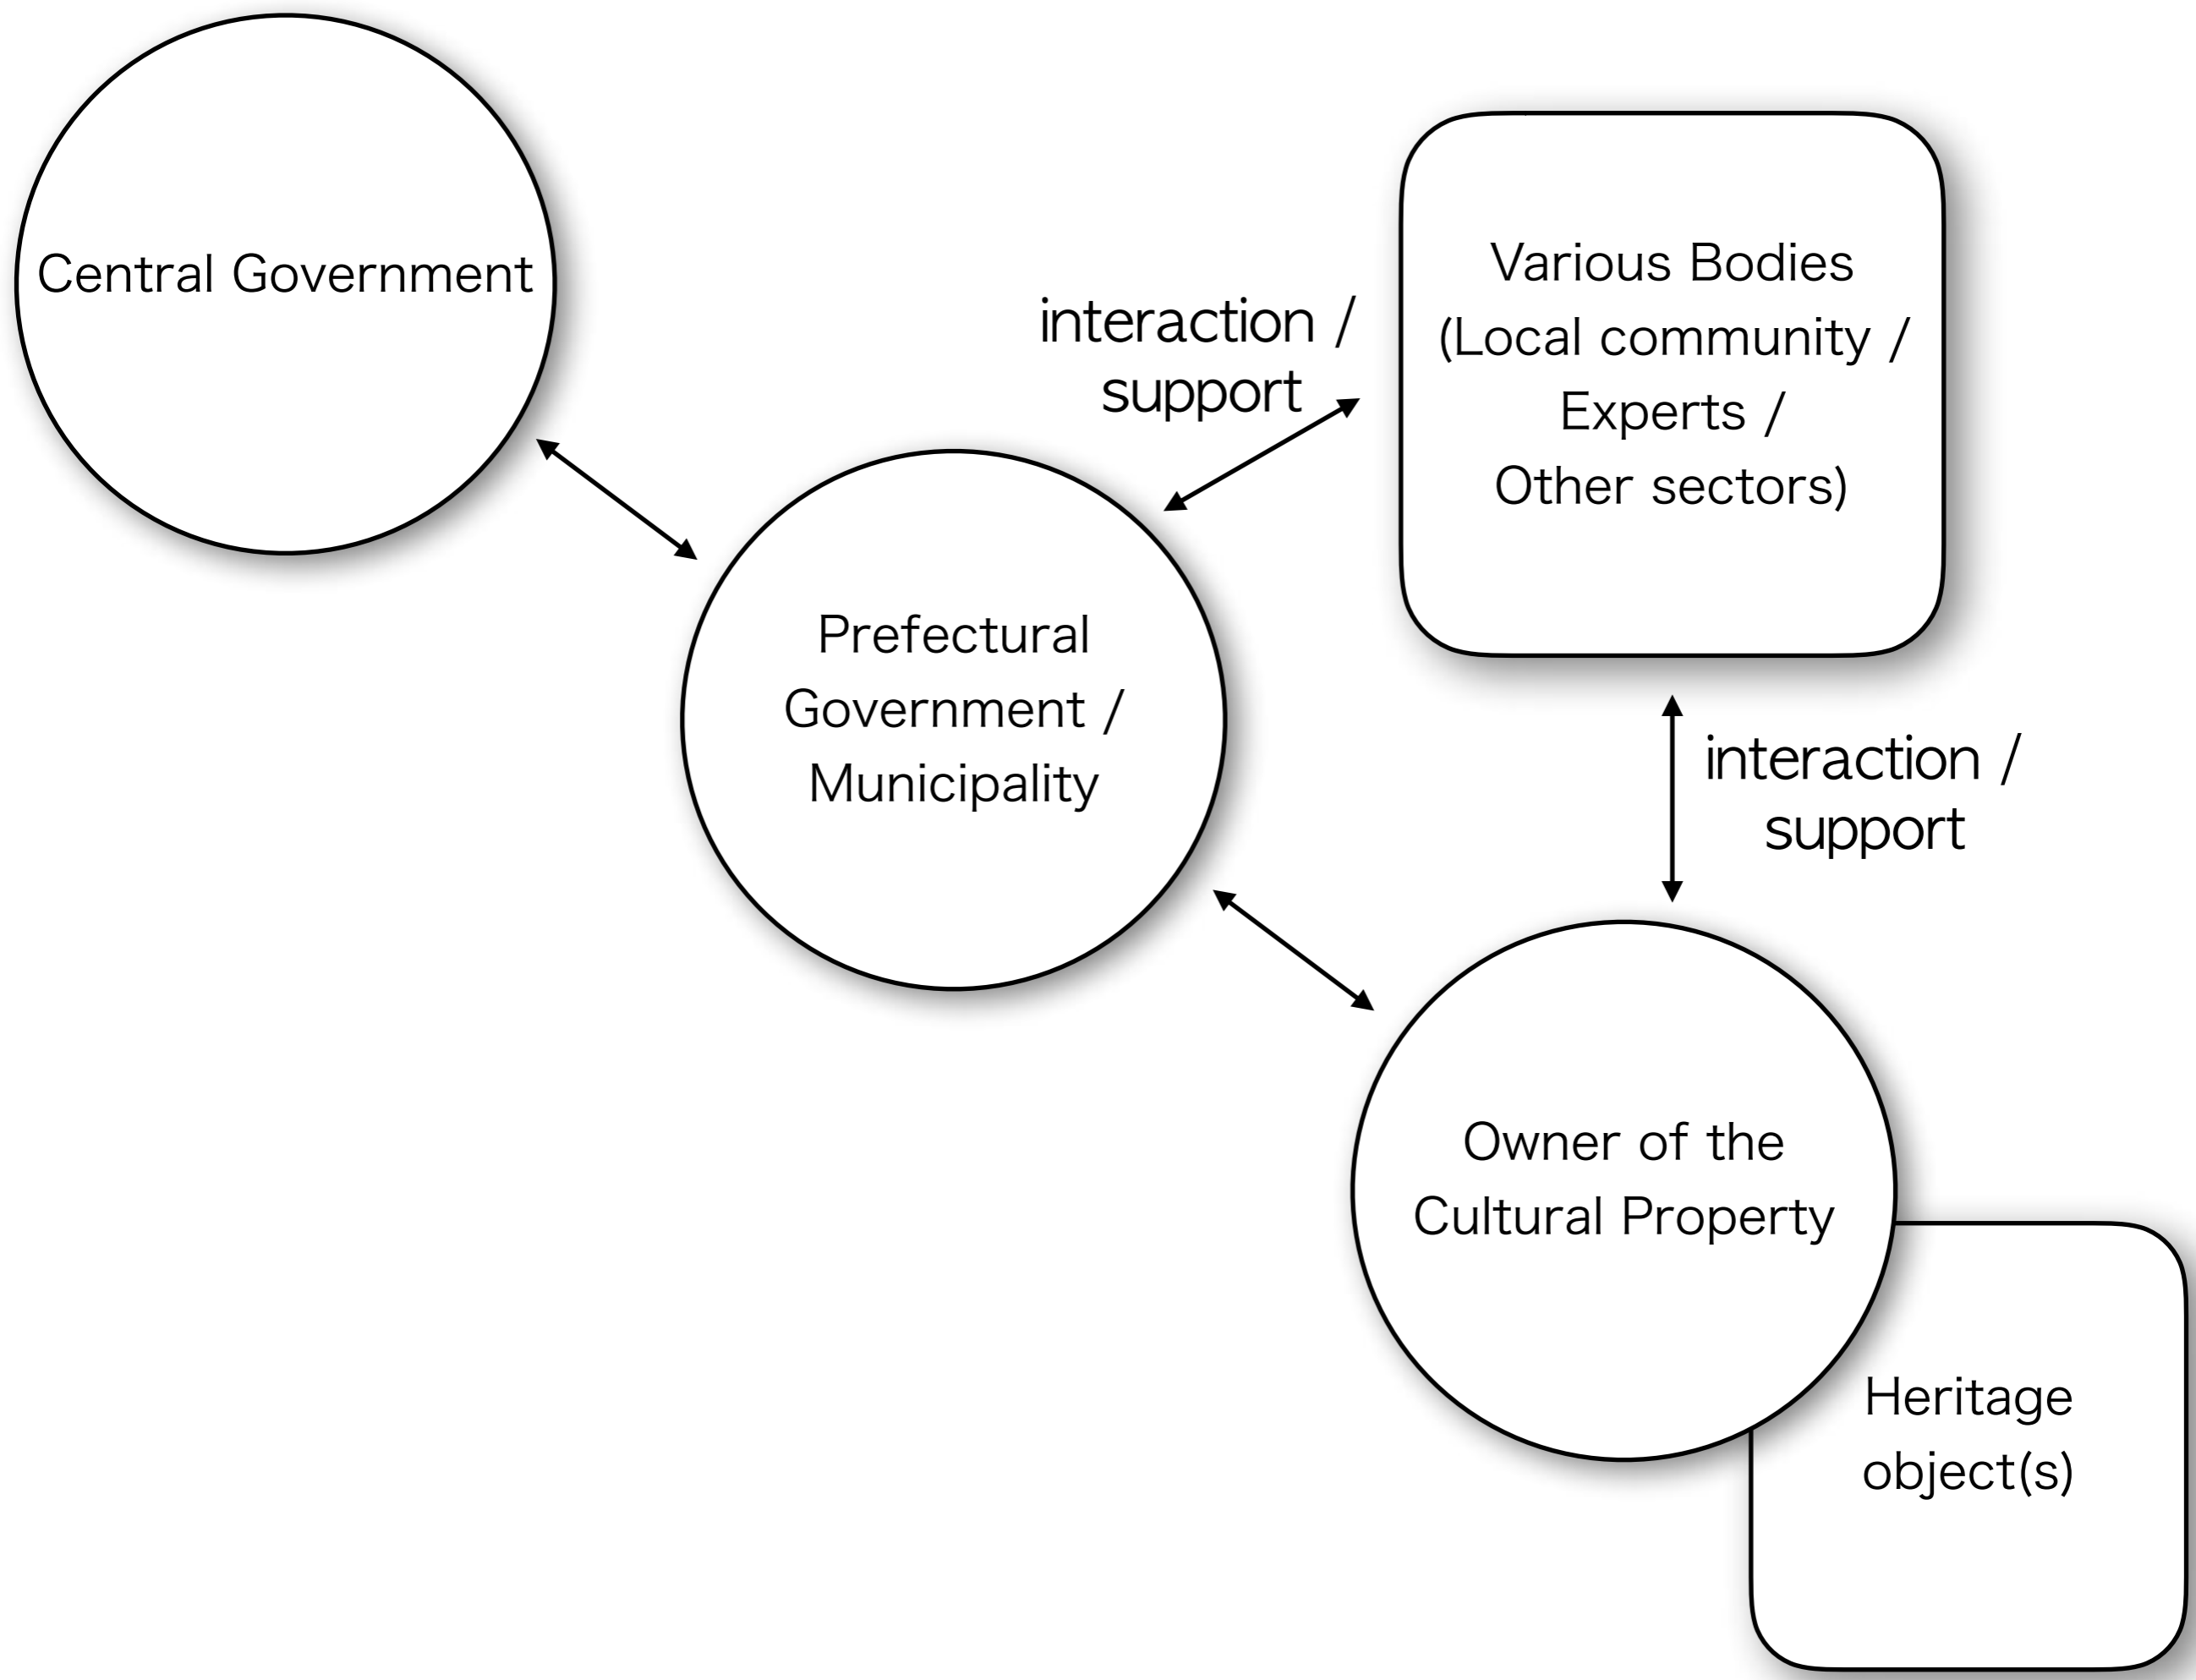 Central Government
interaction /
support
Various Bodies
(Local community /
Experts /
Other sectors)
Prefectural
Government /
Municipality
interaction /
support
Owner of the
Cultural Property
Heritage
object(s)